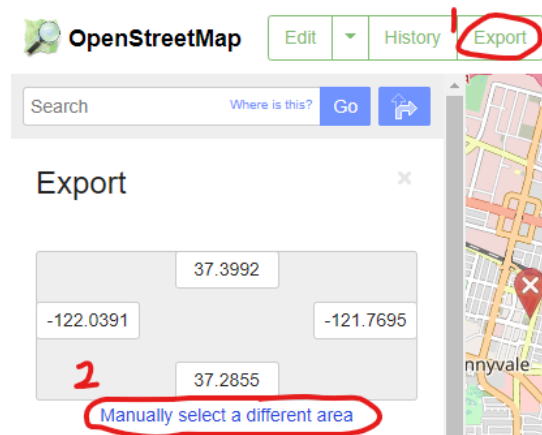 1
OpenStreetMap Edit History Export
Search Where is this? Go
Export
37.3992
-122.0391 -121.7695
2
37.2855
Manually select a different area
nnyvale